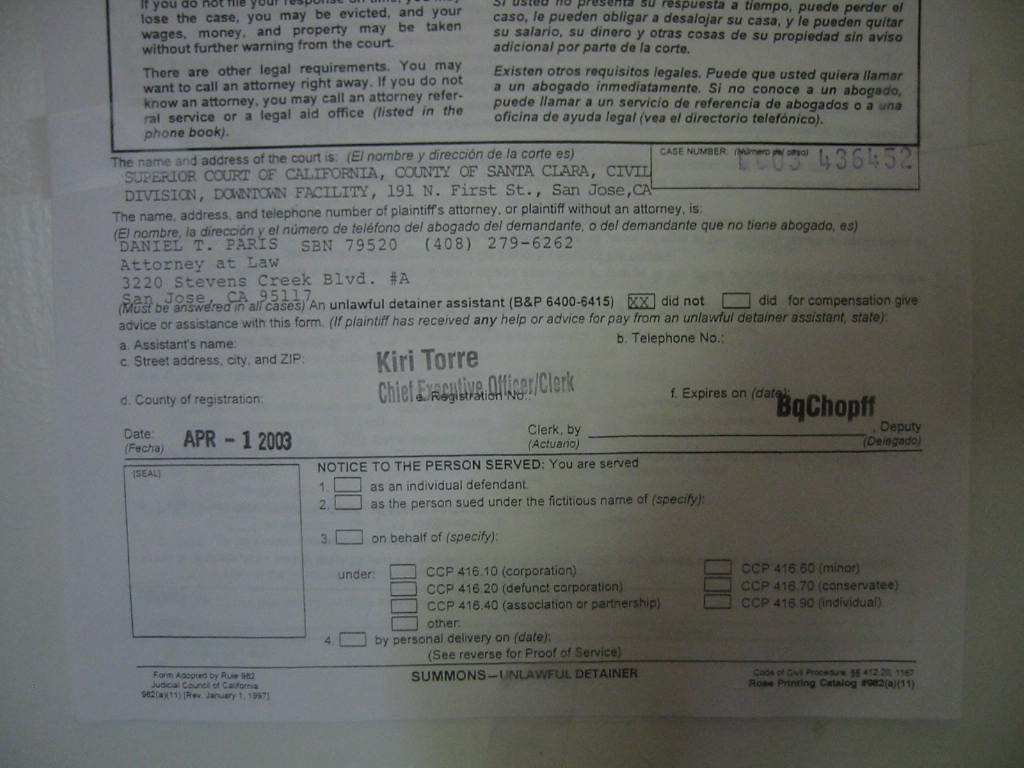 If you do not file your response on time, you may
lose the case, you may be evicted, and your
wages, money, and property may be taken
without further warning from the court.
There are other legal requirements. You may
want to call an attorney right away. If you do not
know an attorney, you may call an attorney refer-
ral service or a legal aid office (listed in the
phone book).
Si usted no presenta su respuesta a tiempo, puede perder el
caso, le pueden obligar a desalojar su casa, y le pueden quitar
su salario, su dinero y otras cosas de su propiedad sin aviso
adicional por parte de la corte.
Existen otros requisitos legales. Puede que usted quiera llamar
a un abogado inmediatamente. Si no conoce a un abogado,
puede llamar a un servicio de referencia de abogados o a una
oficina de ayuda legal (vea el directorio telefónico).
The name and address of the court is: (El nombre y dirección de la corte es)
SUPERIOR COURT OF CALIFORNIA, COUNTY OF SANTA CLARA, CIVIL
DIVISION, DOWNTOWN FACILITY, 191 N. First St., San Jose, CA
CASE NUMBER: (Número del caso)
436452
The name, address, and telephone number of plaintiff's attorney, or plaintiff without an attorney, is:
(El nombre, la dirección y el número de teléfono del abogado del demandante, o del demandante que no tiene abogado, es)
DANIEL T. PARIS SBN 79520 (408) 279-6262
Attorney at Law
3220 Stevens Creek Blvd. #A
San Jose, CA 95117
(Must be answered in all cases) An unlawful detainer assistant (B&P 6400-6415) XX did not did for compensation give
advice or assistance with this form. (If plaintiff has received any help or advice for pay from an unlawful detainer assistant, state):
a. Assistant's name:
b. Telephone No.:
c. Street address, city, and ZIP:
Kiri Torre
Chief Executive Officer/Clerk
d. County of registration:
e. Registration No.:
f. Expires on (date):
BqChopff
Date: APR - 1 2003
(Fecha)
Clerk, by , Deputy
(Actuario) (Delegado)
(SEAL)
NOTICE TO THE PERSON SERVED: You are served
1. as an individual defendant.
2. as the person sued under the fictitious name of (specify):
3. on behalf of (specify):
under: CCP 416.10 (corporation) CCP 416.60 (minor)
CCP 416.20 (defunct corporation) CCP 416.70 (conservatee)
CCP 416.40 (association or partnership) CCP 416.90 (individual)
other:
4. by personal delivery on (date):
(See reverse for Proof of Service)
Form Adopted by Rule 982
Judicial Council of California
982(a)(11) [Rev. January 1, 1997]
SUMMONS—UNLAWFUL DETAINER
Code of Civil Procedure, §§ 412.20, 1167
Rose Printing Catalog #982(a)(11)